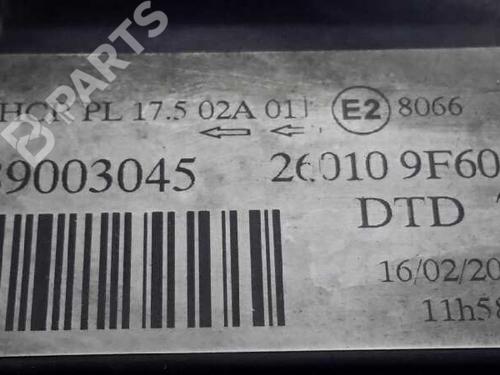 B-PARTS
HCR PL 17.5 02A 01 E2 8066
9003045 26010 9F60
DTD
16/02/20
11h58